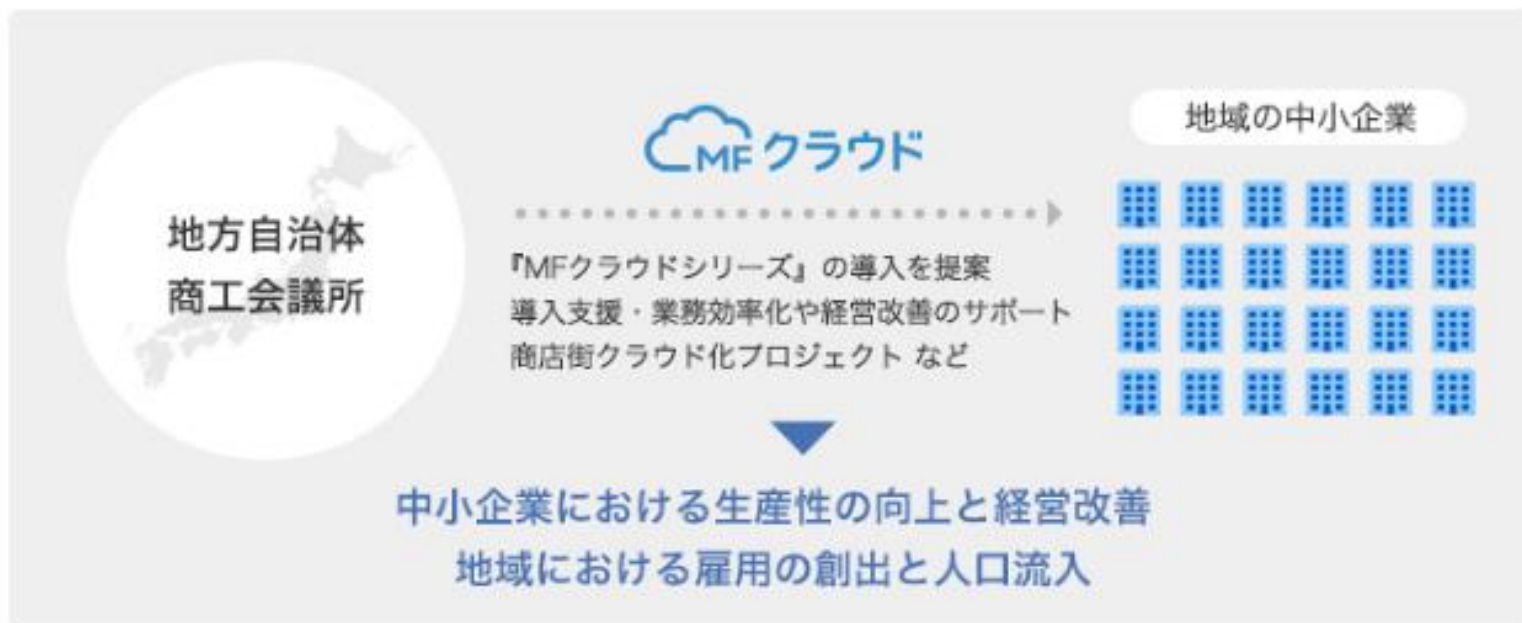 地方自治体
商工会議所
MFクラウド
『MFクラウドシリーズ』の導入を提案
導入支援・業務効率化や経営改善のサポート
商店街クラウド化プロジェクト など
地域の中小企業
中小企業における生産性の向上と経営改善
地域における雇用の創出と人口流入